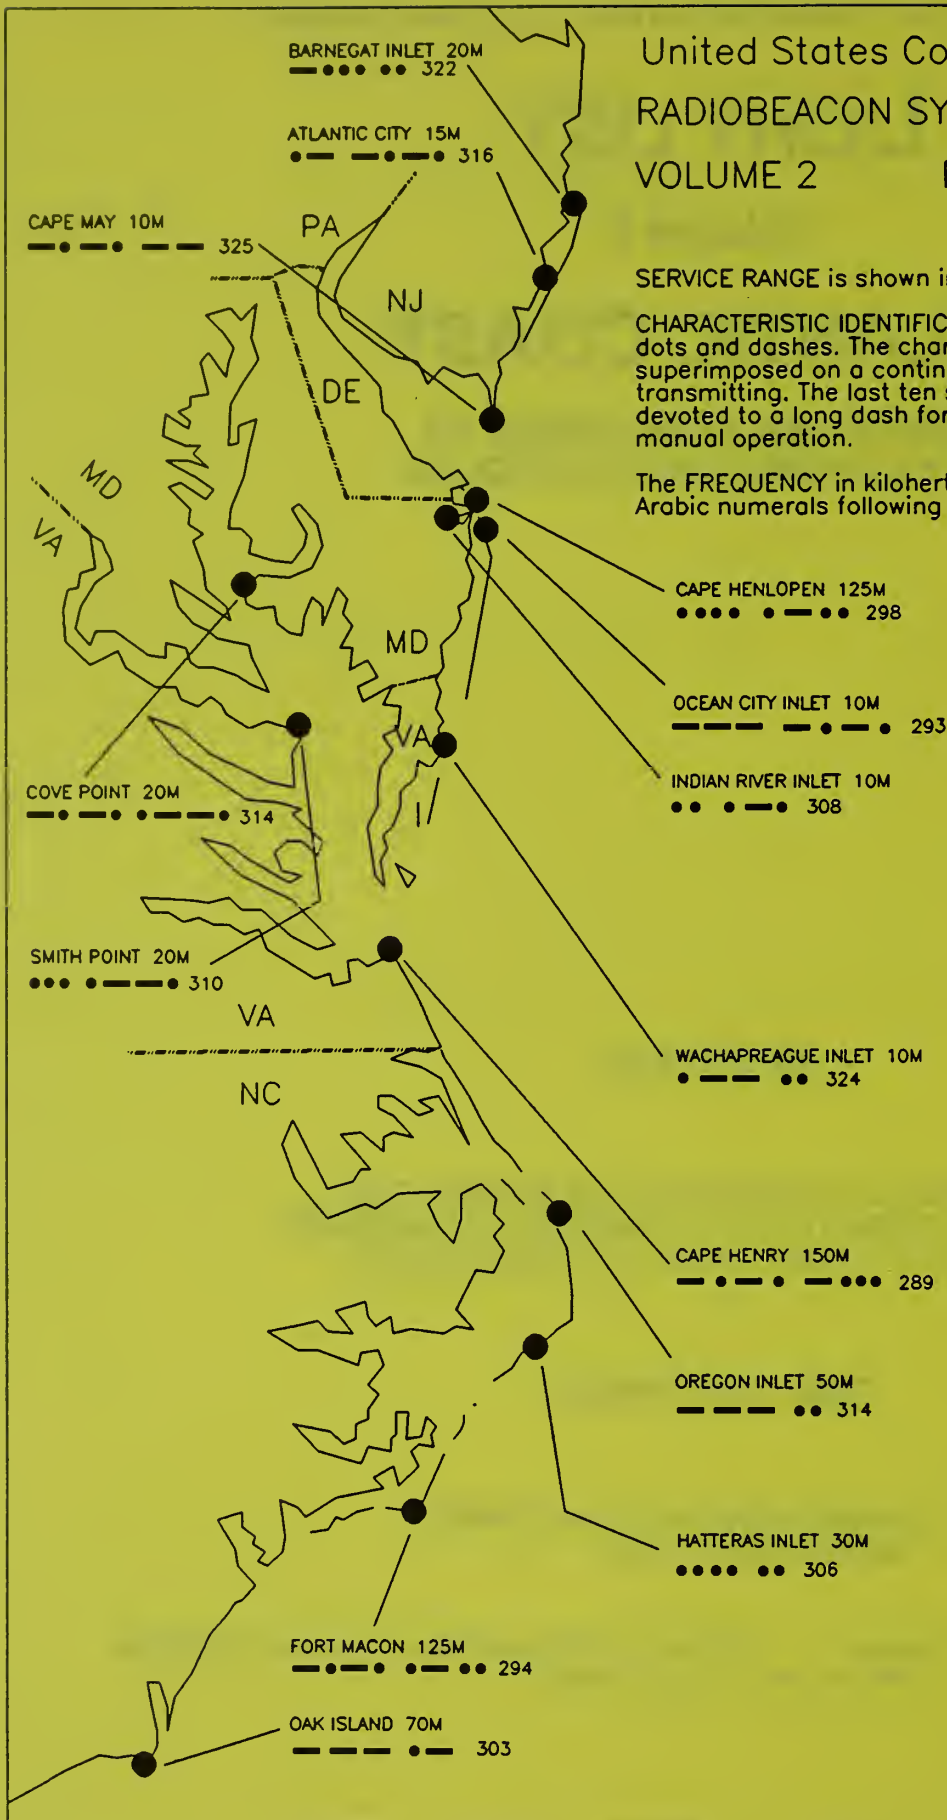 United States Co
RADIOBEACON SY
VOLUME 2
SERVICE RANGE is shown i
CHARACTERISTIC IDENTIFIC
dots and dashes. The char
superimposed on a contin
transmitting. The last ten s
devoted to a long dash for
manual operation.
The FREQUENCY in kilohert
Arabic numerals following
BARNEGAT INLET 20M
▬●●● ●● 322
ATLANTIC CITY 15M
●▬ ▬●▬● 316
CAPE MAY 10M
▬●▬● ▬▬ 325
PA
NJ
DE
MD
VA
MD
VA
CAPE HENLOPEN 125M
●●●● ●▬●● 298
OCEAN CITY INLET 10M
▬▬▬ ▬●▬● 293
INDIAN RIVER INLET 10M
●● ●▬● 308
COVE POINT 20M
▬●▬● ●▬▬● 314
SMITH POINT 20M
●●● ●▬▬● 310
VA
NC
WACHAPREAGUE INLET 10M
●▬▬ ●● 324
CAPE HENRY 150M
▬●▬● ▬●●● 289
OREGON INLET 50M
▬▬▬ ●● 314
HATTERAS INLET 30M
●●●● ●● 306
FORT MACON 125M
▬●▬● ●▬●● 294
OAK ISLAND 70M
▬▬▬ ●▬ 303